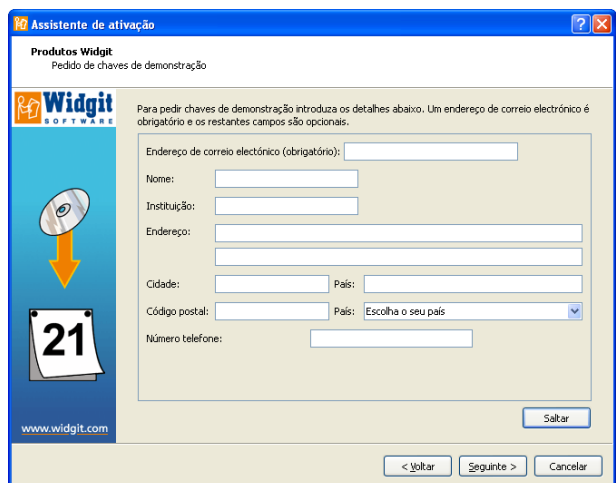 Assistente de ativação
Produtos Widgit
Pedido de chaves de demonstração
Widgit
SOFTWARE
Para pedir chaves de demonstração introduza os detalhes abaixo. Um endereço de correio electrónico é
obrigatório e os restantes campos são opcionais.
Endereço de correio electónico (obrigatório):
Nome:
Instituição:
Endereço:
Cidade: País:
Código postal: País: Escolha o seu país
Número telefone:
21
www.widgit.com
Saltar
< Voltar Seguinte > Cancelar